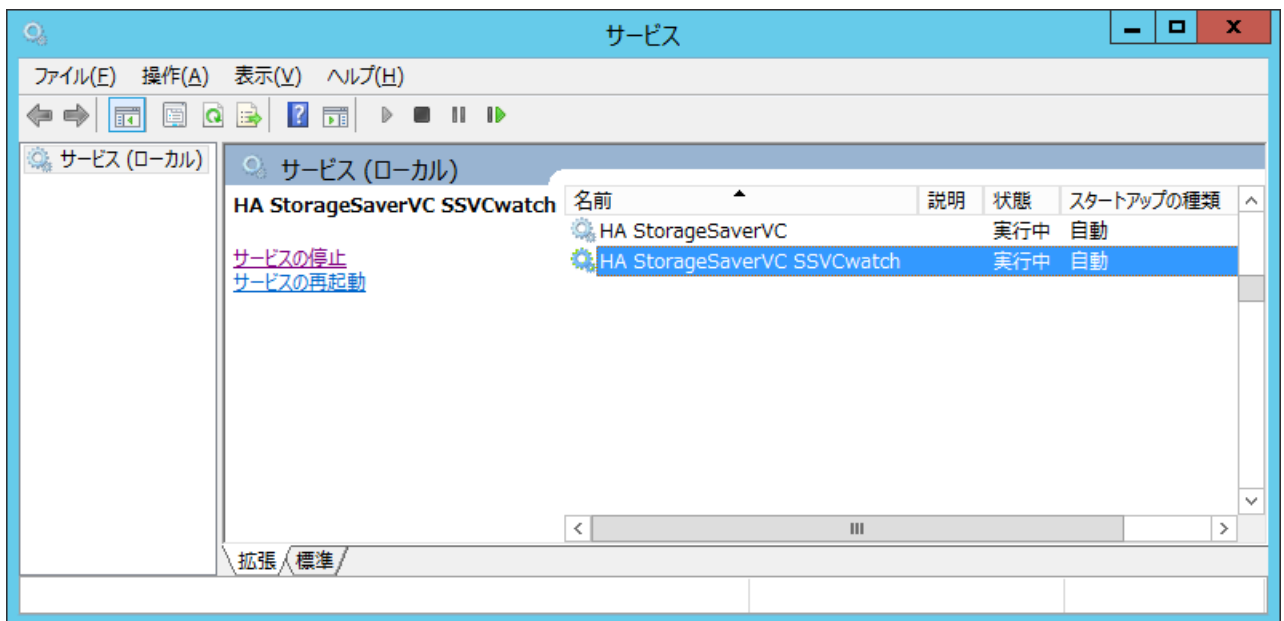 サービス
ファイル(F) 操作(A) 表示(V) ヘルプ(H)
サービス (ローカル)
サービス (ローカル)
HA StorageSaverVC SSVCwatch
サービスの停止
サービスの再起動
名前 説明 状態 スタートアップの種類
HA StorageSaverVC 実行中 自動
HA StorageSaverVC SSVCwatch 実行中 自動
拡張 標準